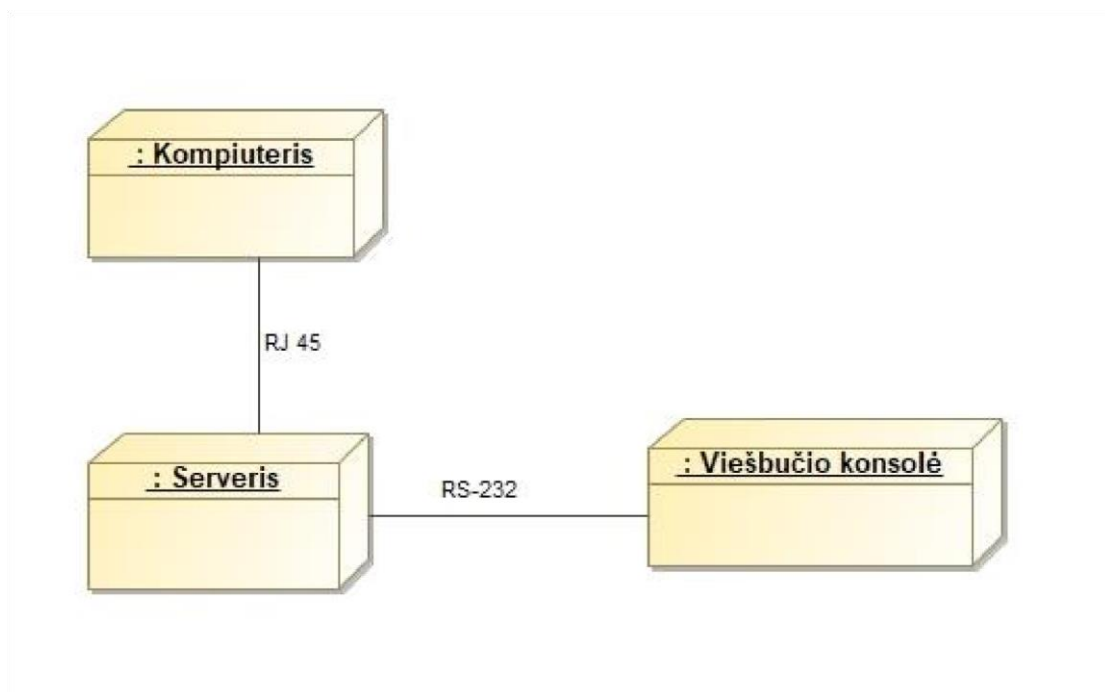 : Kompiuteris
RJ 45
: Serveris
RS-232
: Viešbučio konsolė